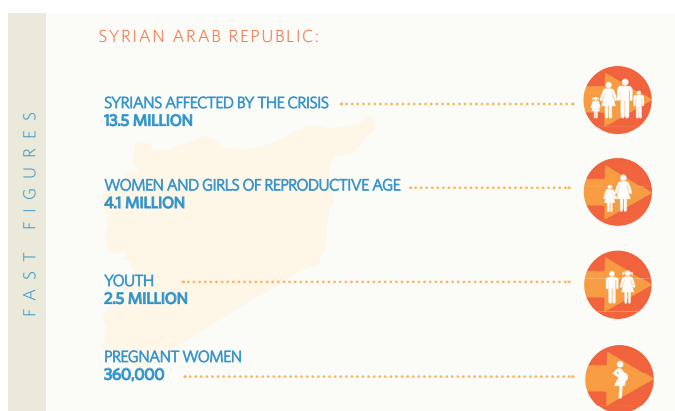 SYRIAN ARAB REPUBLIC:
SYRIANS AFFECTED BY THE CRISIS
13.5 MILLION
WOMEN AND GIRLS OF REPRODUCTIVE AGE
4.1 MILLION
YOUTH
2.5 MILLION
PREGNANT WOMEN
360,000
FAST FIGURES